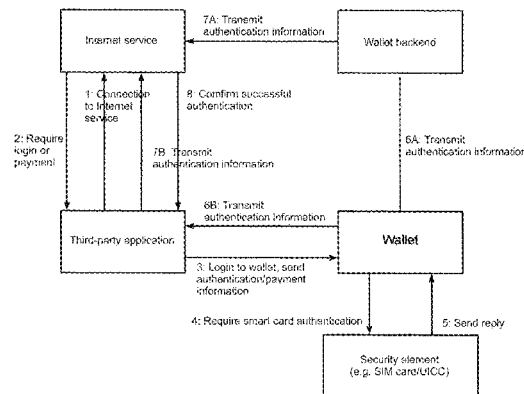 7A: Transmit
authentication information
Internet service
Wallet backend
1: Connection
to Internet
service
8: Confirm successful
authentication
2: Require
login or
payment
7B: Transmit
authentication information
6A: Transmit
authentication information
6B: Transmit
authentication information
Third-party application
Wallet
3: Login to wallet, send
authentication/payment
information
4: Require smart card authentication
5: Send reply
Security element
(e.g. SIM card/UICC)